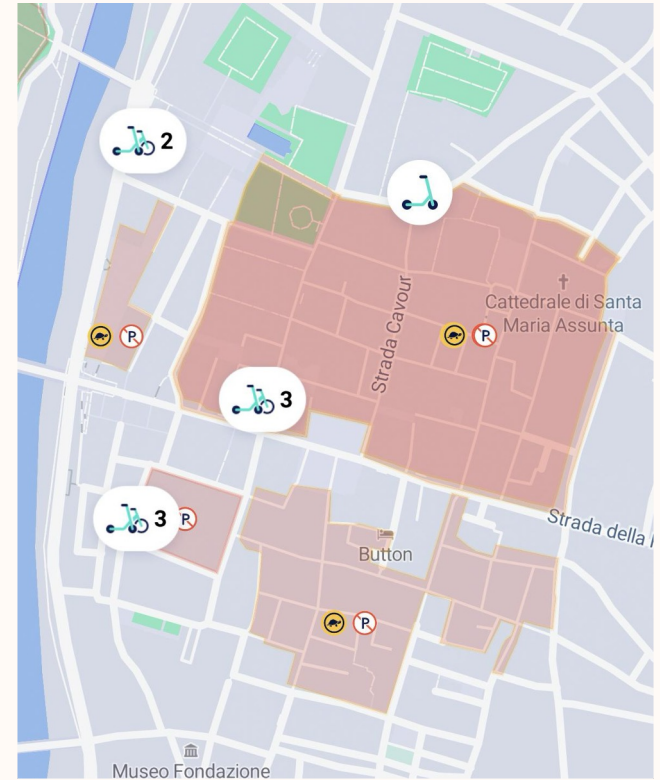 2
Cattedrale di Santa
Maria Assunta
P
P
Strada Cavour
3
3
P
Strada della
Button
P
Museo Fondazione